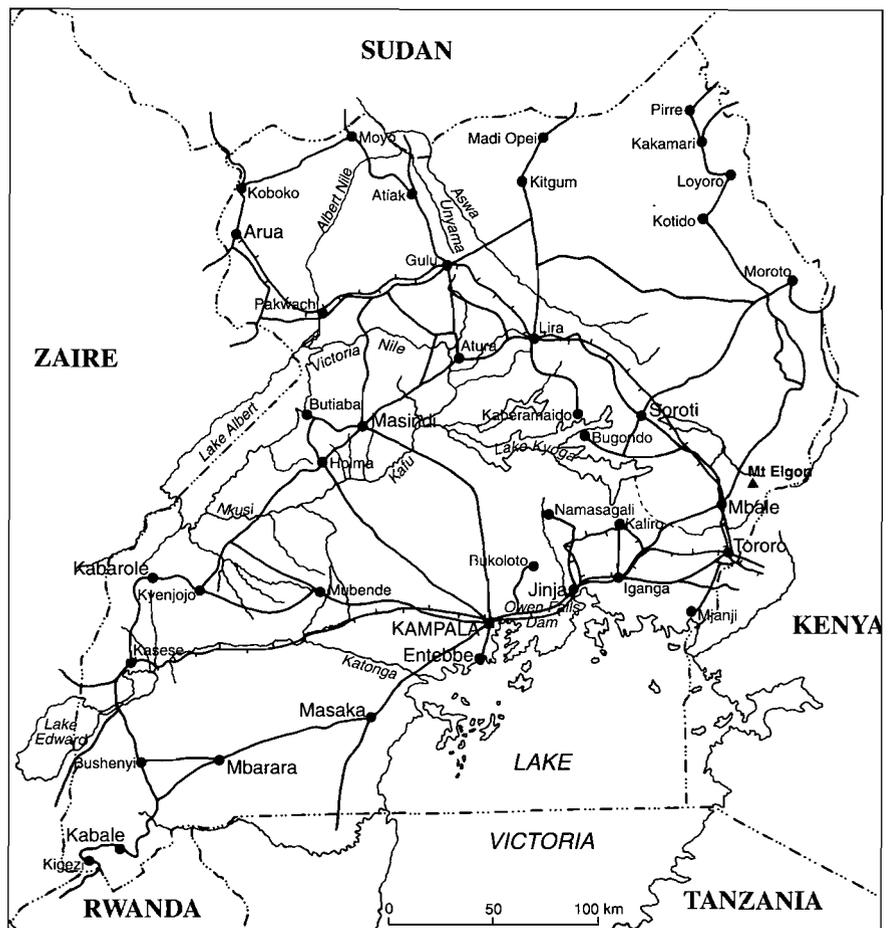 SUDAN
Pirre
Moyo
Madi Opei
Kakamari
Koboko
Albert Nile
Atiak
Aswa
Unyama
Kitgum
Loyoro
Kotido
Arua
Gulu
Moroto
Pakwach
Lira
ZAIRE
Victoria
Nile
Atura
Lake Albert
Butiaba
Masindi
Kaberamaido
Soroti
Bugondo
Lake Kyoga
Hoima
Kafu
Mt Elgon
Nkusi
Namasagali
Kaliro
Mbale
Tororo
Kabarole
Bukoloto
Kyenjojo
Mubende
Jinja
Iganga
Owen Falls
Dam
Mjanji
KAMPALA
KENYA
Kasese
Entebbe
Katonga
Masaka
Lake
Edward
Bushenyi
Mbarara
LAKE
Kabale
VICTORIA
Kigezi
RWANDA
TANZANIA
0 50 100 km